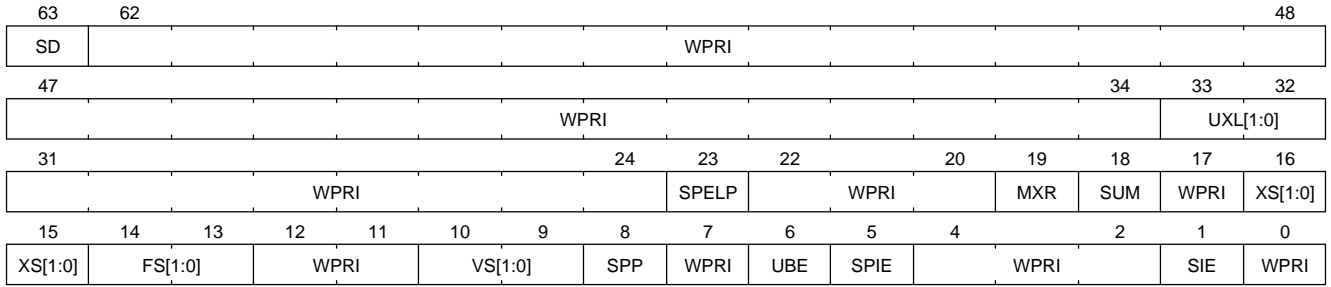 63 62 48
SD WPRI
47 34 33 32
WPRI UXL[1:0]
31 24 23 22 20 19 18 17 16
WPRI SPELP WPRI MXR SUM WPRI XS[1:0]
15 14 13 12 11 10 9 8 7 6 5 4 2 1 0
XS[1:0] FS[1:0] WPRI VS[1:0] SPP WPRI UBE SPIE WPRI SIE WPRI